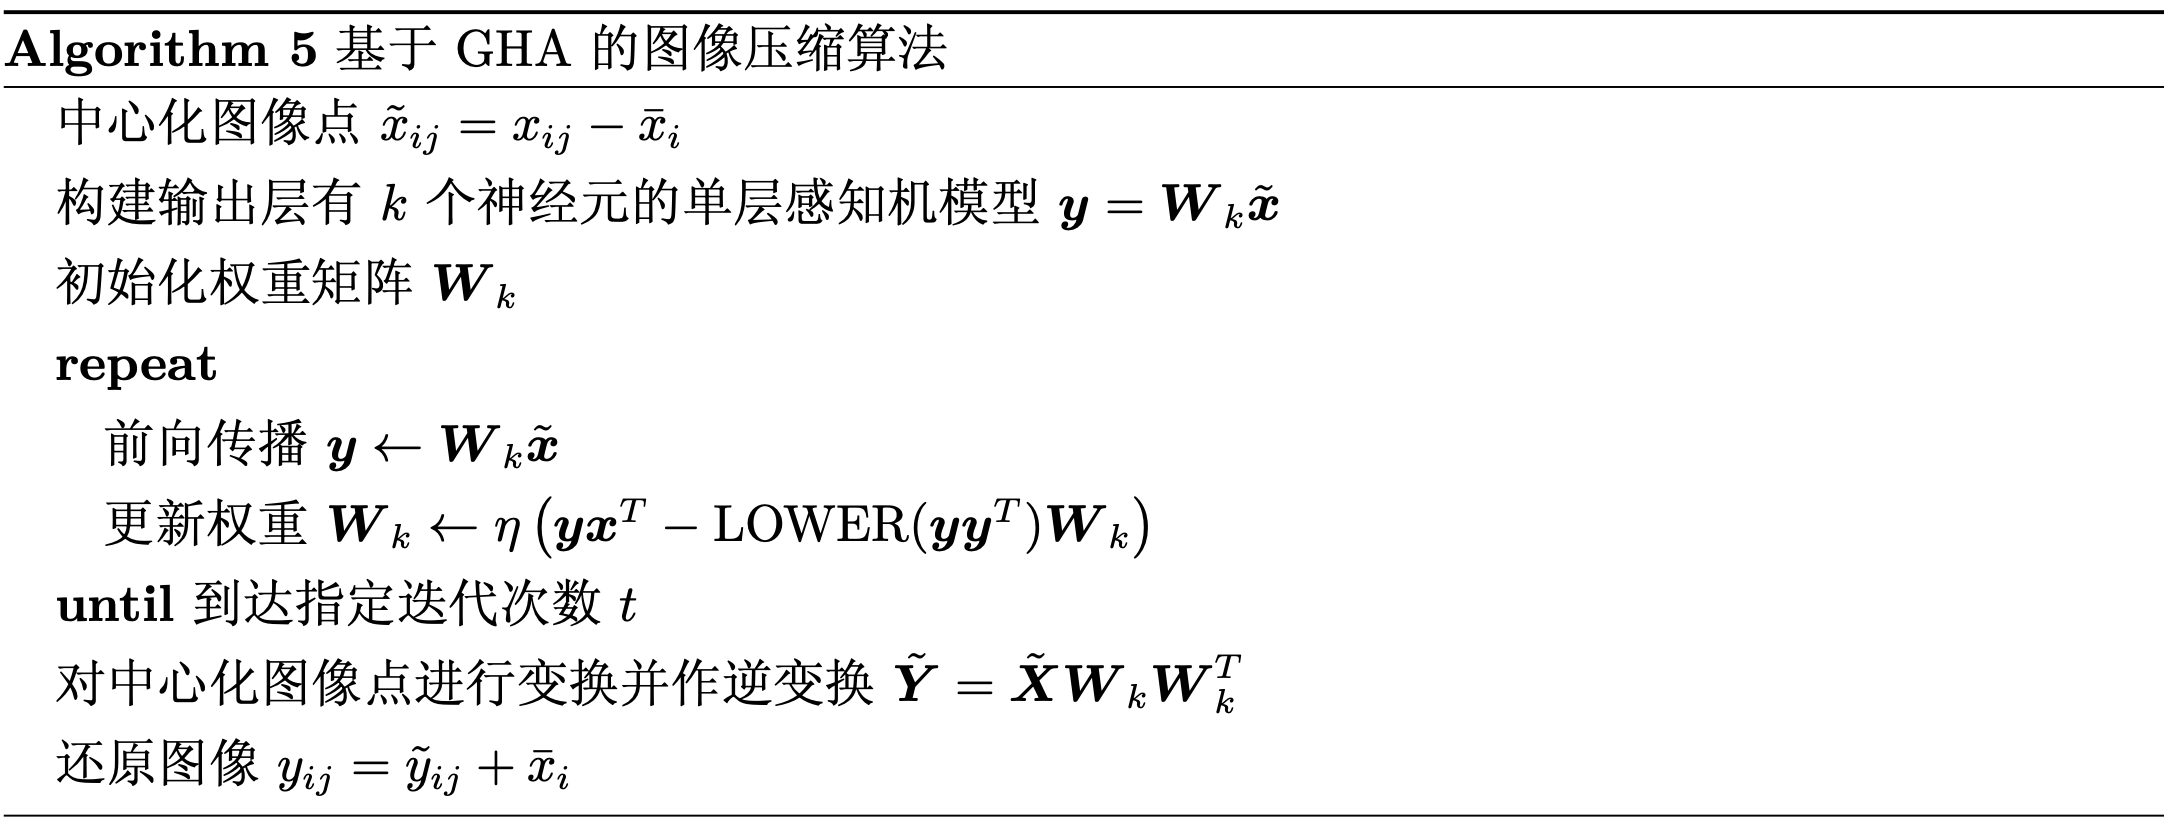 Algorithm 5 基于 GHA 的图像压缩算法
中心化图像点 $\tilde{x}_{ij} = x_{ij} - \bar{x}_i$
构建输出层有 $k$ 个神经元的单层感知机模型 $\boldsymbol{y} = \boldsymbol{W}_k \tilde{\boldsymbol{x}}$
初始化权重矩阵 $\boldsymbol{W}_k$
repeat
前向传播 $\boldsymbol{y} \leftarrow \boldsymbol{W}_k \tilde{\boldsymbol{x}}$
更新权重 $\boldsymbol{W}_k \leftarrow \eta \left( \boldsymbol{y}\boldsymbol{x}^T - \text{LOWER}(\boldsymbol{y}\boldsymbol{y}^T) \boldsymbol{W}_k \right)$
until 到达指定迭代次数 $t$
对中心化图像点进行变换并作逆变换 $\tilde{\boldsymbol{Y}} = \tilde{\boldsymbol{X}} \boldsymbol{W}_k \boldsymbol{W}_k^T$
还原图像 $y_{ij} = \tilde{y}_{ij} + \bar{x}_i$